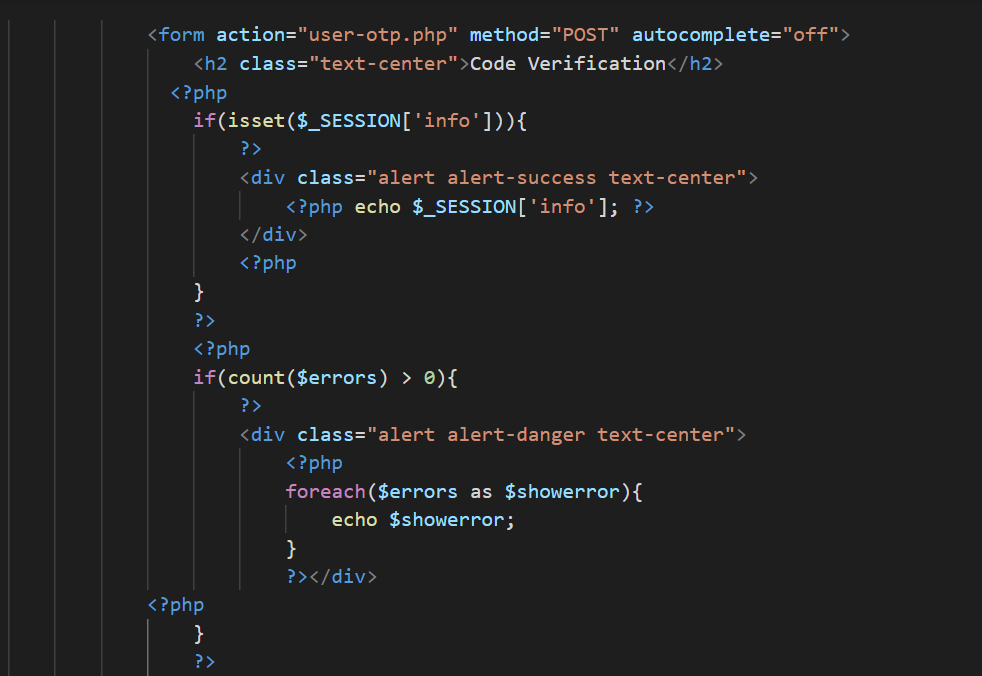 <form action="user-otp.php" method="POST" autocomplete="off">
<h2 class="text-center">Code Verification</h2>
<?php
if(isset($_SESSION['info'])){
?>
<div class="alert alert-success text-center">
<?php echo $_SESSION['info']; ?>
</div>
<?php
}
?>
<?php
if(count($errors) > 0){
?>
<div class="alert alert-danger text-center">
<?php
foreach($errors as $showerror){
echo $showerror;
}
?></div>
<?php
}
?>